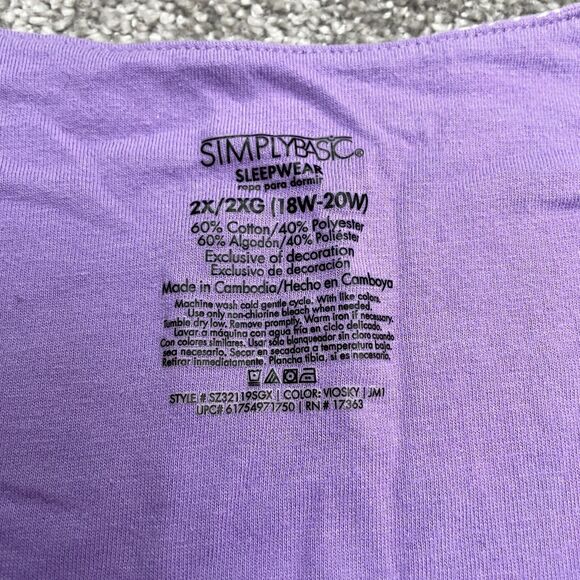 SIMPLYBASIC®
SLEEPWEAR
ropa para dormir
2X/2XG (18W-20W)
60% Cotton/40% Polyester
60% Algodón/40% Poliéster
Exclusive of decoration
Exclusivo de decoración
Made in Cambodia/Hecho en Camboya
Machine wash cold gentle cycle. With like colors.
Use only non-chlorine bleach when needed.
Tumble dry low. Remove promptly. Warm iron if necessary.
Lavar a máquina con agua fría en ciclo delicado.
Con colores similares. Usar sólo blanqueador sin cloro cuando
sea necesario. Secar en secadora a temperatura baja.
Retirar inmediatamente. Plancha tibia, si es necesario.
STYLE # SZ321195GX | COLOR: VIOSKY | JM1
UPC# 61754971750 | RN # 17363